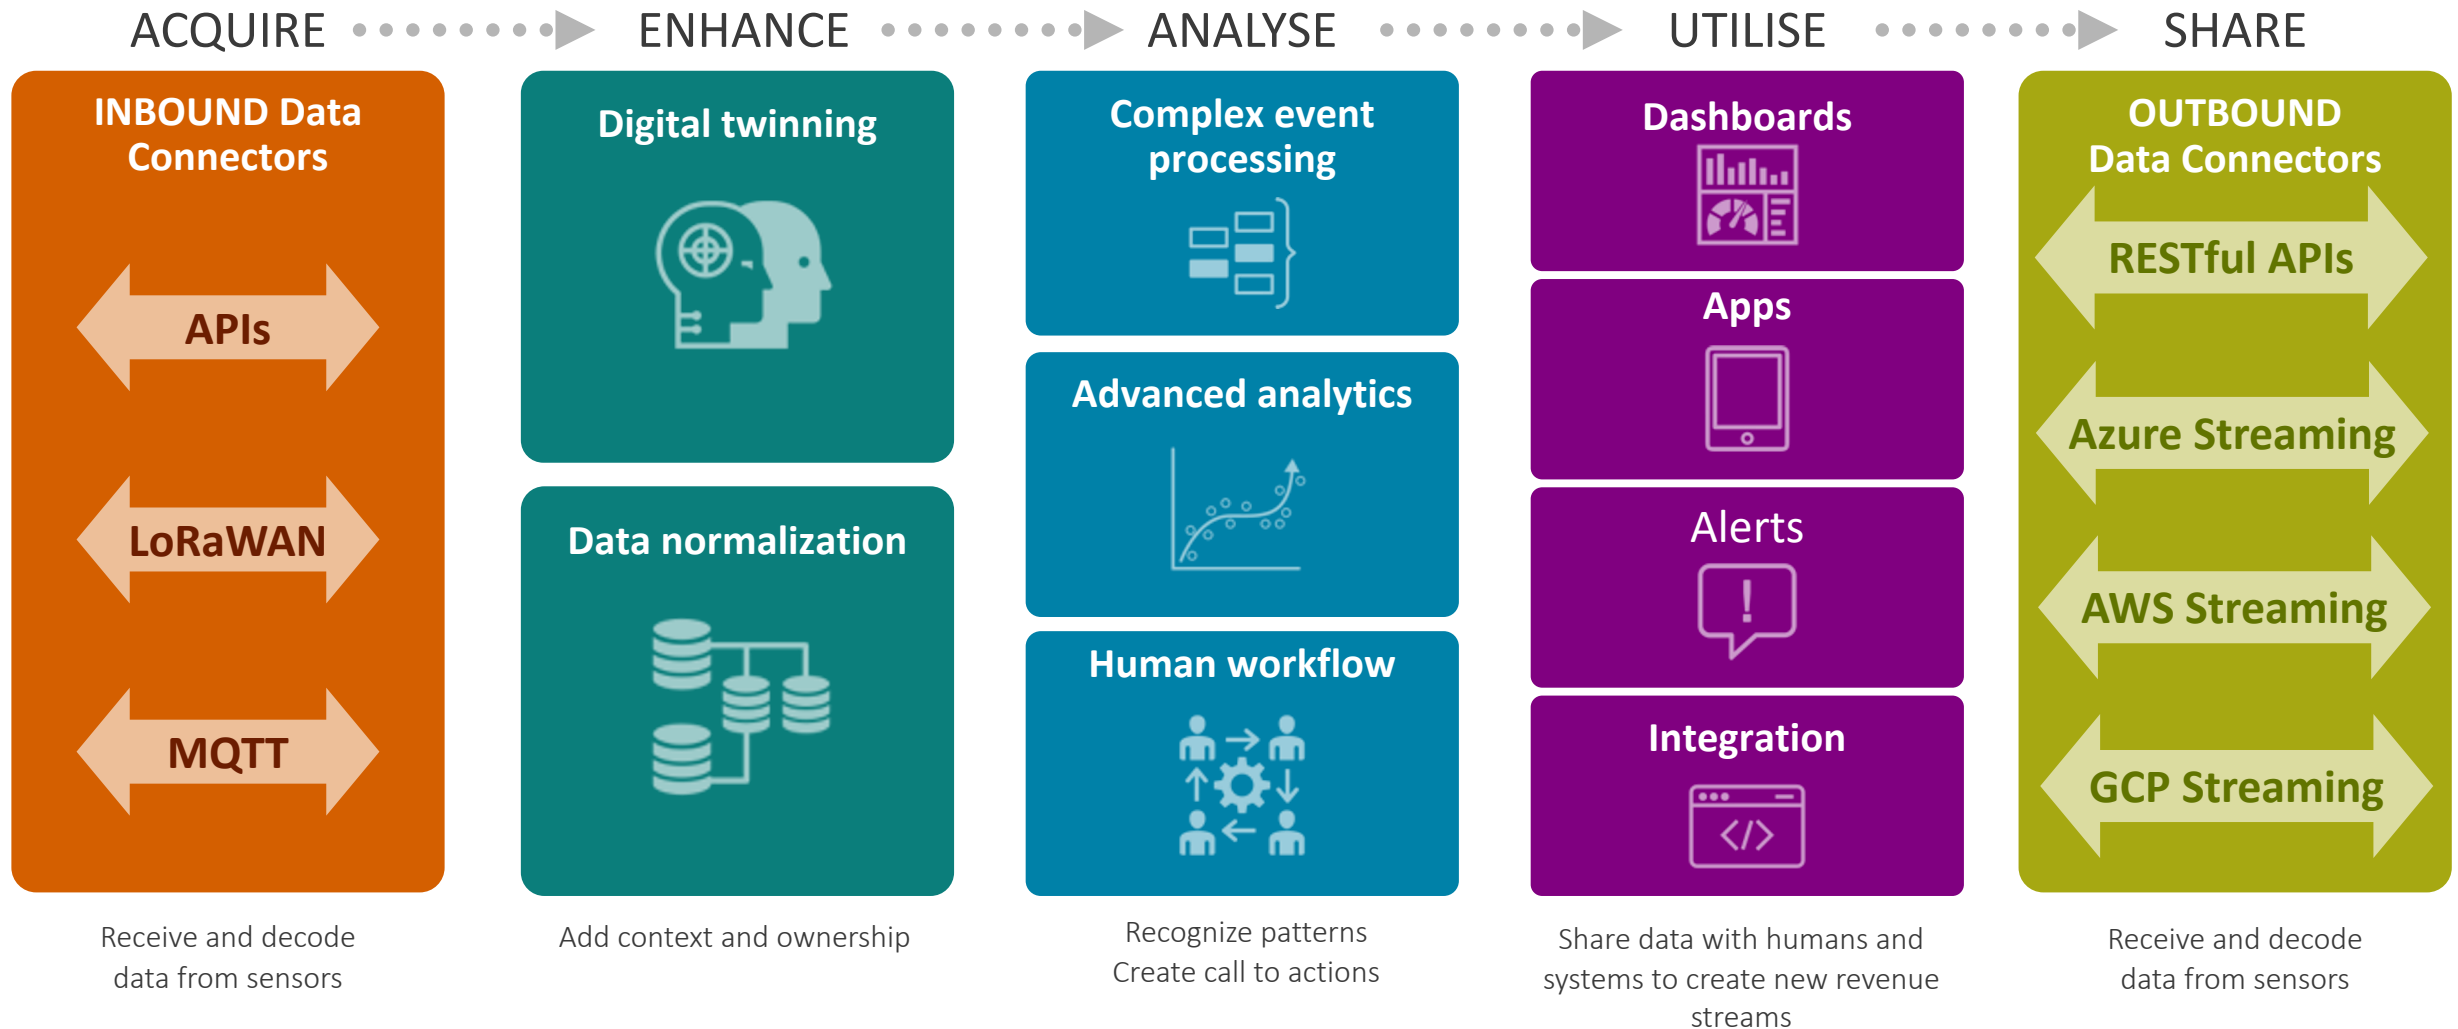 ACQUIRE
ENHANCE
ANALYSE
UTILISE
SHARE
INBOUND Data
Connectors
APIs
LoRaWAN
MQTT
Receive and decode
data from sensors
Digital twinning
Data normalization
Add context and ownership
Complex event
processing
Advanced analytics
Human workflow
Recognize patterns
Create call to actions
Dashboards
Apps
Alerts
!
Integration
</>
Share data with humans and
systems to create new revenue
streams
OUTBOUND
Data Connectors
RESTful APIs
Azure Streaming
AWS Streaming
GCP Streaming
Receive and decode
data from sensors